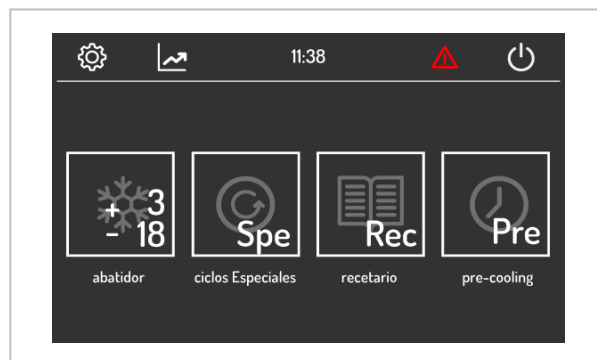 11:38
+ 3
- 18
Spe
Rec
Pre
abatidor
ciclos Especiales
recetario
pre-cooling